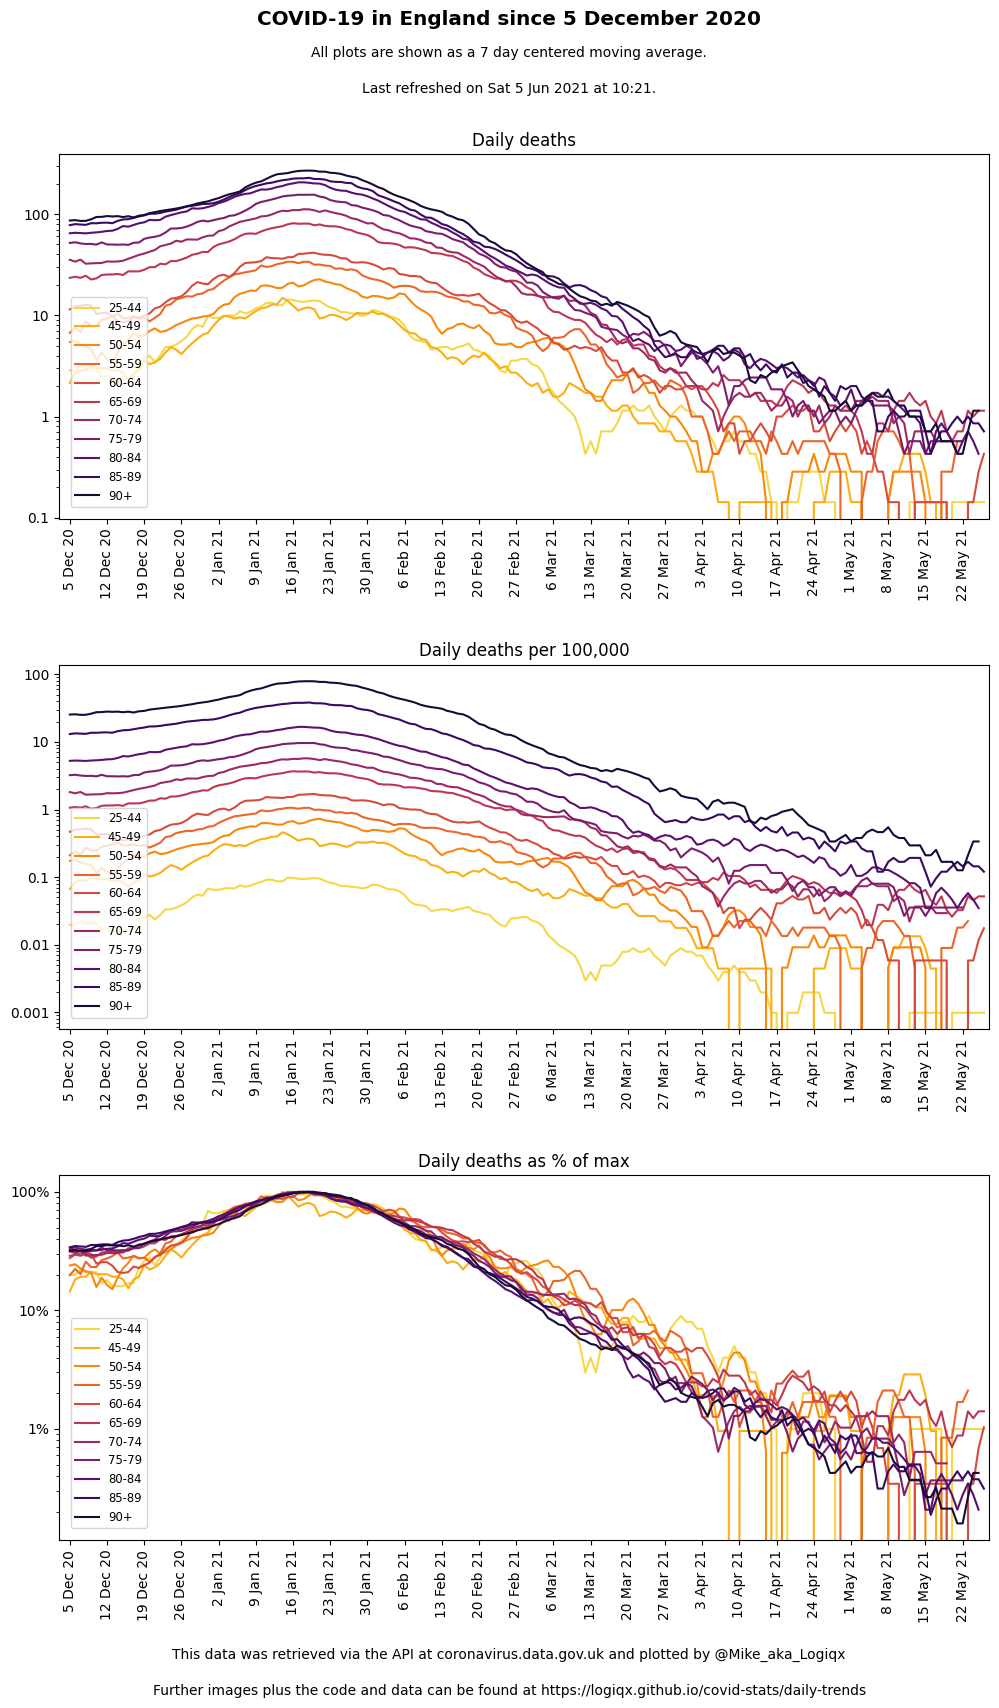 COVID-19 in England since 5 December 2020
All plots are shown as a 7 day centered moving average.
Last refreshed on Sat 5 Jun 2021 at 10:21.
Daily deaths
100
10
1
0.1
25-44
45-49
50-54
55-59
60-64
65-69
70-74
75-79
80-84
85-89
90+
5 Dec 20
12 Dec 20
19 Dec 20
26 Dec 20
2 Jan 21
9 Jan 21
16 Jan 21
23 Jan 21
30 Jan 21
6 Feb 21
13 Feb 21
20 Feb 21
27 Feb 21
6 Mar 21
13 Mar 21
20 Mar 21
27 Mar 21
3 Apr 21
10 Apr 21
17 Apr 21
24 Apr 21
1 May 21
8 May 21
15 May 21
22 May 21
Daily deaths per 100,000
100
10
1
0.1
0.01
0.001
25-44
45-49
50-54
55-59
60-64
65-69
70-74
75-79
80-84
85-89
90+
5 Dec 20
12 Dec 20
19 Dec 20
26 Dec 20
2 Jan 21
9 Jan 21
16 Jan 21
23 Jan 21
30 Jan 21
6 Feb 21
13 Feb 21
20 Feb 21
27 Feb 21
6 Mar 21
13 Mar 21
20 Mar 21
27 Mar 21
3 Apr 21
10 Apr 21
17 Apr 21
24 Apr 21
1 May 21
8 May 21
15 May 21
22 May 21
Daily deaths as % of max
100%
10%
1%
25-44
45-49
50-54
55-59
60-64
65-69
70-74
75-79
80-84
85-89
90+
5 Dec 20
12 Dec 20
19 Dec 20
26 Dec 20
2 Jan 21
9 Jan 21
16 Jan 21
23 Jan 21
30 Jan 21
6 Feb 21
13 Feb 21
20 Feb 21
27 Feb 21
6 Mar 21
13 Mar 21
20 Mar 21
27 Mar 21
3 Apr 21
10 Apr 21
17 Apr 21
24 Apr 21
1 May 21
8 May 21
15 May 21
22 May 21
This data was retrieved via the API at coronavirus.data.gov.uk and plotted by @Mike_aka_Logiqx
Further images plus the code and data can be found at https://logiqx.github.io/covid-stats/daily-trends